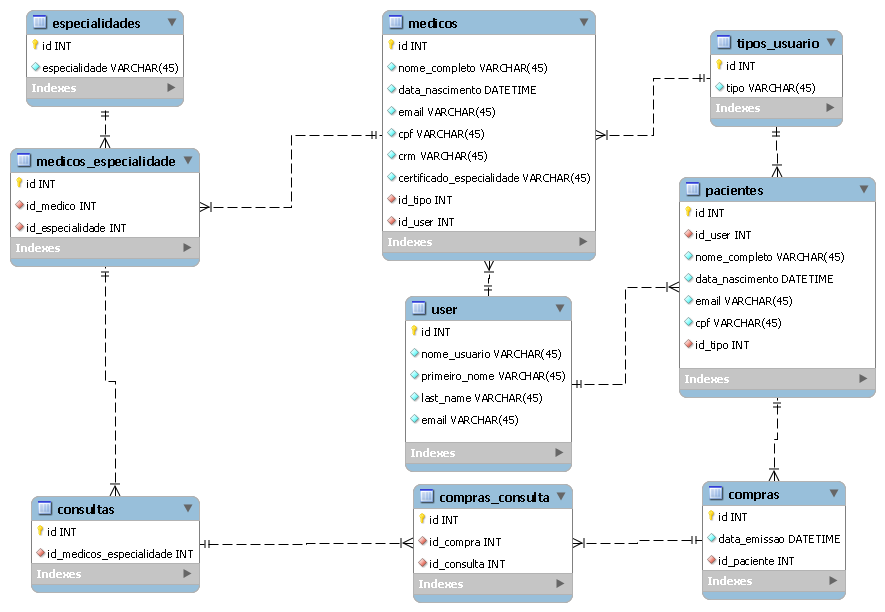 especialidades
id INT
especialidade VARCHAR(45)
Indexes
medicos
id INT
nome_completo VARCHAR(45)
data_nascimento DATETIME
email VARCHAR(45)
cpf VARCHAR(45)
crm VARCHAR(45)
certificado_especialidade VARCHAR(45)
id_tipo INT
id_user INT
Indexes
tipos_usuario
id INT
tipo VARCHAR(45)
Indexes
medicos_especialidade
id INT
id_medico INT
id_especialidade INT
Indexes
pacientes
id INT
id_user INT
nome_completo VARCHAR(45)
data_nascimento DATETIME
email VARCHAR(45)
cpf VARCHAR(45)
id_tipo INT
Indexes
user
id INT
nome_usuario VARCHAR(45)
primeiro_nome VARCHAR(45)
last_name VARCHAR(45)
email VARCHAR(45)
Indexes
consultas
id INT
id_medicos_especialidade INT
Indexes
compras_consulta
id INT
id_compra INT
id_consulta INT
Indexes
compras
id INT
data_emissao DATETIME
id_paciente INT
Indexes